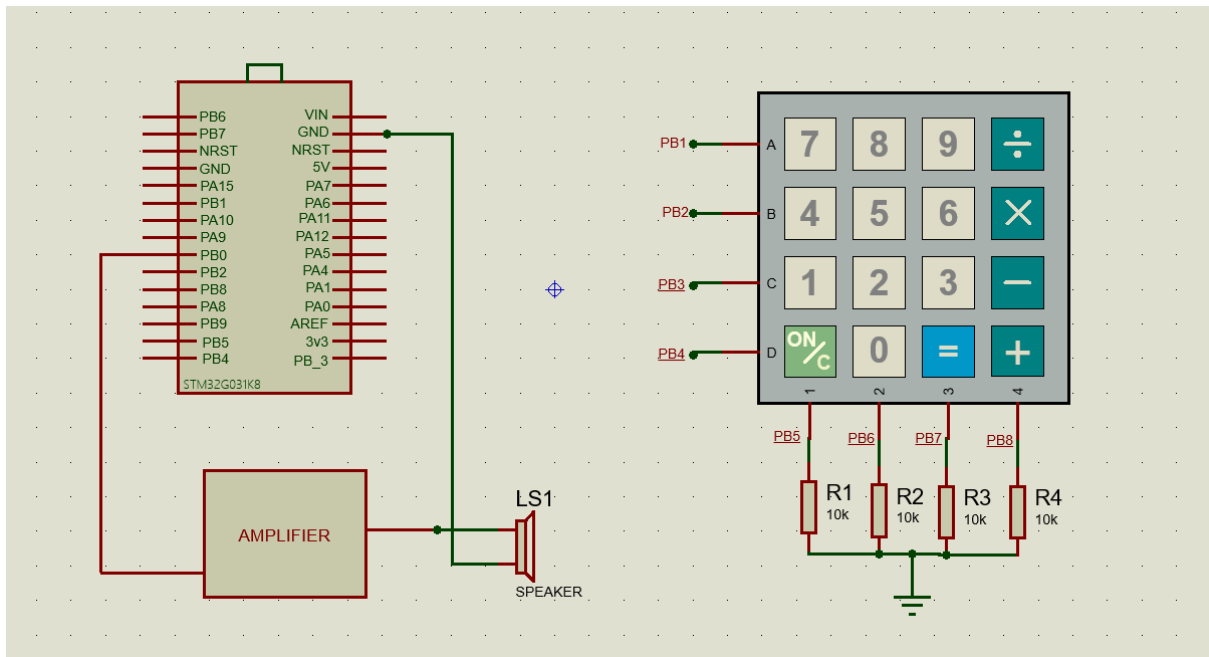 PB6
PB7
NRST
GND
PA15
PB1
PA10
PA9
PB0
PB2
PB8
PA8
PB9
PB5
PB4
VIN
GND
NRST
5V
PA7
PA6
PA11
PA12
PA5
PA4
PA1
PA0
AREF
3v3
PB_3
STM32G031K8
AMPLIFIER
LS1
SPEAKER
PB1 A 7 8 9 ÷
PB2 B 4 5 6 ×
PB3 C 1 2 3 −
PB4 D ON/C 0 = +
1 2 3 4
PB5 PB6 PB7 PB8
R1 R2 R3 R4
10k 10k 10k 10k